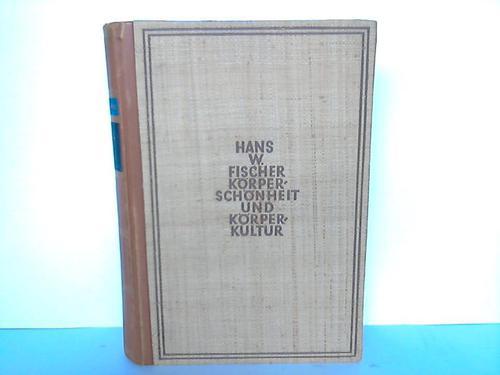 HANS
W.
FISCHER
KÖRPER-
SCHÖNHEIT
UND
KÖRPER-
KULTUR